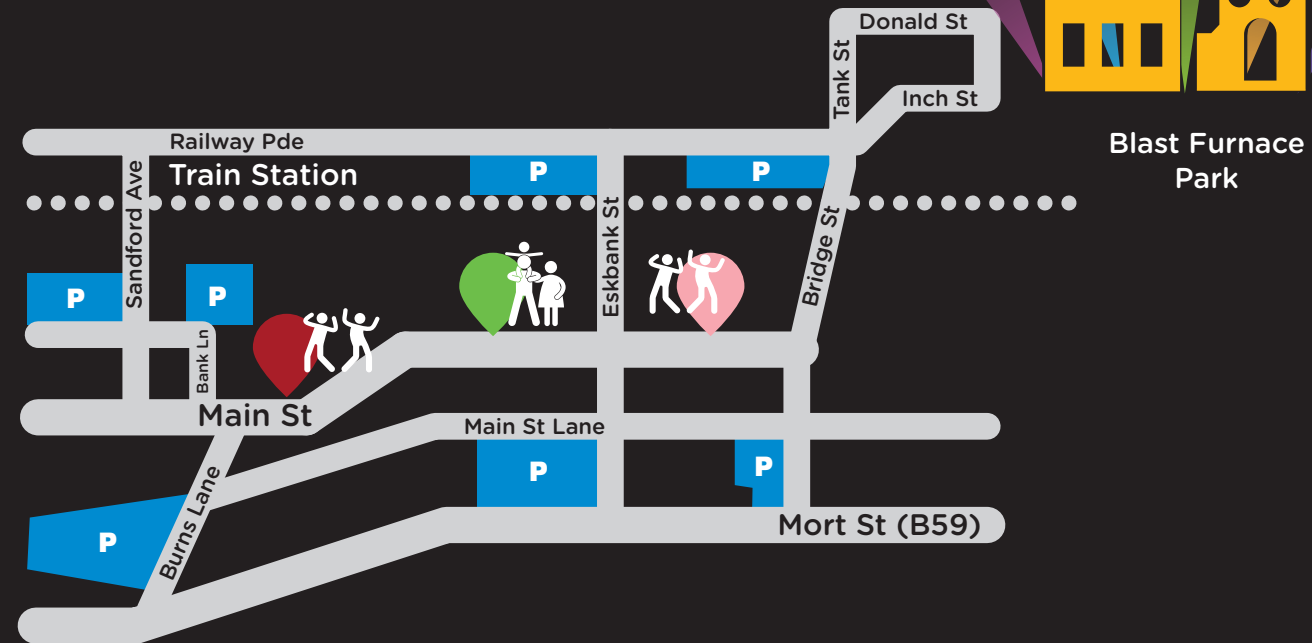 Donald St
Tank St
Inch St
Railway Pde
Train Station
P
P
Blast Furnace
Park
Sandford Ave
Eskbank St
Bridge St
P
P
Bank Ln
Main St
Main St Lane
P
P
Burns Lane
P
Mort St (B59)